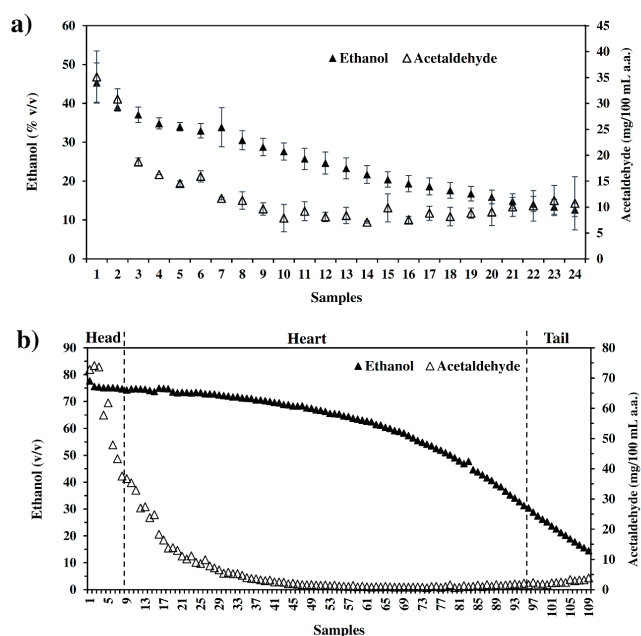 a)
60
50
40
30
20
10
0
Ethanol (% v/v)
▲ Ethanol △ Acetaldehyde
45
40
35
30
25
20
15
10
5
0
Acetaldehyde (mg/100 mL a.a.)
1 2 3 4 5 6 7 8 9 10 11 12 13 14 15 16 17 18 19 20 21 22 23 24
Samples
b)
Head Heart Tail
90
80
70
60
50
40
30
20
10
0
Ethanol (v/v)
▲ Ethanol △ Acetaldehyde
80
70
60
50
40
30
20
10
0
Acetaldehyde (mg/100 mL a.a.)
1 5 9 13 17 21 25 29 33 37 41 45 49 53 57 61 65 69 73 77 81 85 89 93 97 101 105 109
Samples